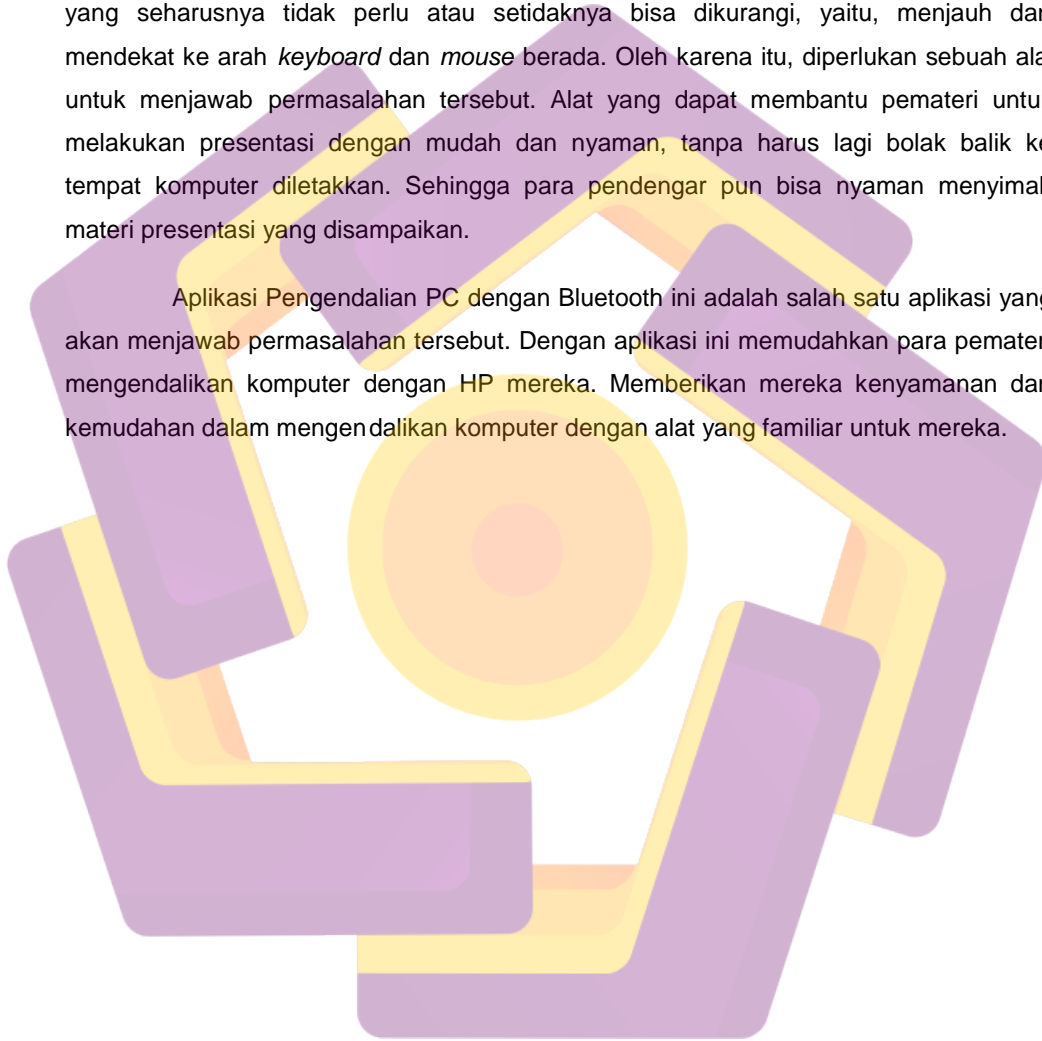 yang seharusnya tidak perlu atau setidaknya bisa dikurangi, yaitu, menjauh dan
mendekat ke arah keyboard dan mouse berada. Oleh karena itu, diperlukan sebuah ala
untuk menjawab permasalahan tersebut. Alat yang dapat membantu pemateri untu
melakukan presentasi dengan mudah dan nyaman, tanpa harus lagi bolak balik ke
tempat komputer diletakkan. Sehingga para pendengar pun bisa nyaman menyimak
materi presentasi yang disampaikan.
Aplikasi Pengendalian PC dengan Bluetooth ini adalah salah satu aplikasi yang
akan menjawab permasalahan tersebut. Dengan aplikasi ini memudahkan para pemater
mengendalikan komputer dengan HP mereka. Memberikan mereka kenyamanan dan
kemudahan dalam mengendalikan komputer dengan alat yang familiar untuk mereka.